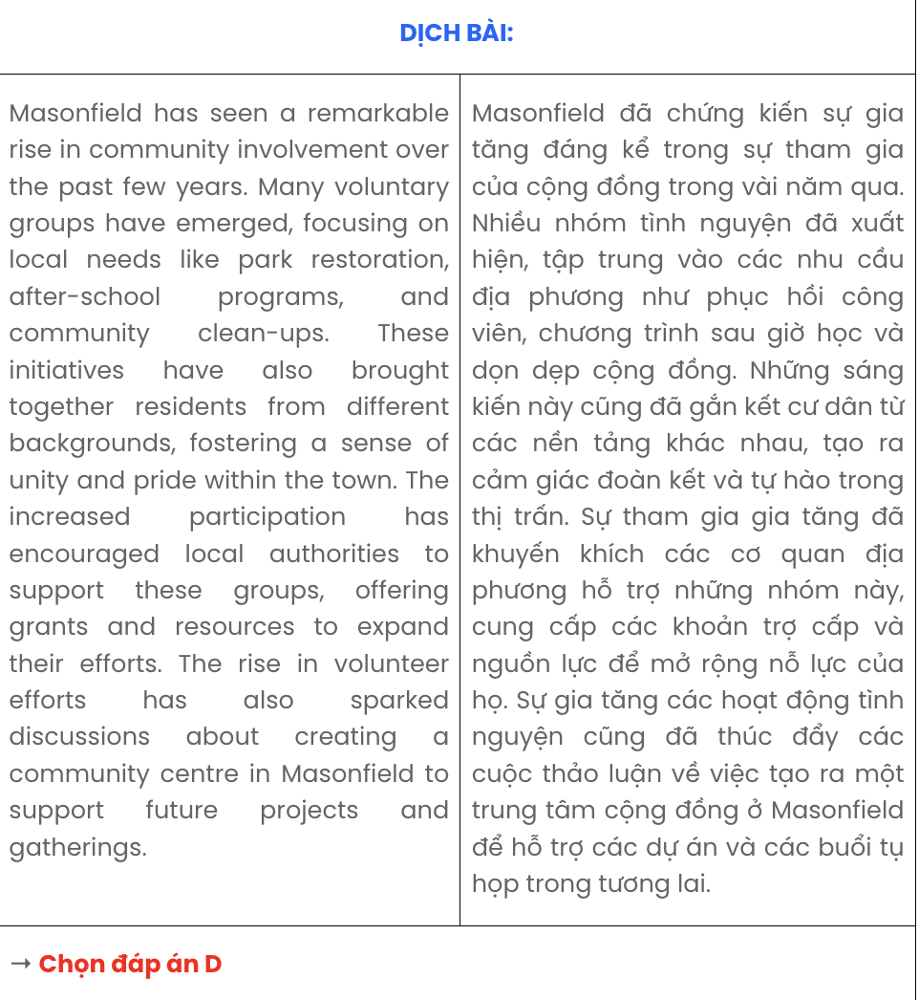 DỊCH BÀI:
Masonfield has seen a remarkable
rise in community involvement over
the past few years. Many voluntary
groups have emerged, focusing on
local needs like park restoration,
after-school programs, and
community clean-ups. These
initiatives have also brought
together residents from different
backgrounds, fostering a sense of
unity and pride within the town. The
increased participation has
encouraged local authorities to
support these groups, offering
grants and resources to expand
their efforts. The rise in volunteer
efforts has also sparked
discussions about creating a
community centre in Masonfield to
support future projects and
gatherings.
Masonfield đã chứng kiến sự gia
tăng đáng kể trong sự tham gia
của cộng đồng trong vài năm qua.
Nhiều nhóm tình nguyện đã xuất
hiện, tập trung vào các nhu cầu
địa phương như phục hồi công
viên, chương trình sau giờ học và
dọn dẹp cộng đồng. Những sáng
kiến này cũng đã gắn kết cư dân từ
các nền tảng khác nhau, tạo ra
cảm giác đoàn kết và tự hào trong
thị trấn. Sự tham gia gia tăng đã
khuyến khích các cơ quan địa
phương hỗ trợ những nhóm này,
cung cấp các khoản trợ cấp và
nguồn lực để mở rộng nỗ lực của
họ. Sự gia tăng các hoạt động tình
nguyện cũng đã thúc đẩy các
cuộc thảo luận về việc tạo ra một
trung tâm cộng đồng ở Masonfield
để hỗ trợ các dự án và các buổi tụ
họp trong tương lai.
→ Chọn đáp án D